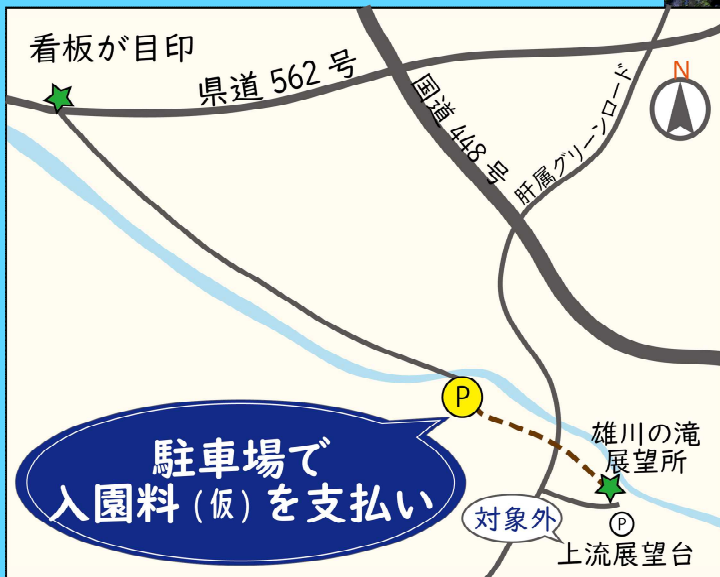 看板が目印
県道 562 号
国道 448 号
肝属グリーンロード
N
P
駐車場で
入園料 (仮) を支払い
雄川の滝
展望所
対象外
P
上流展望台